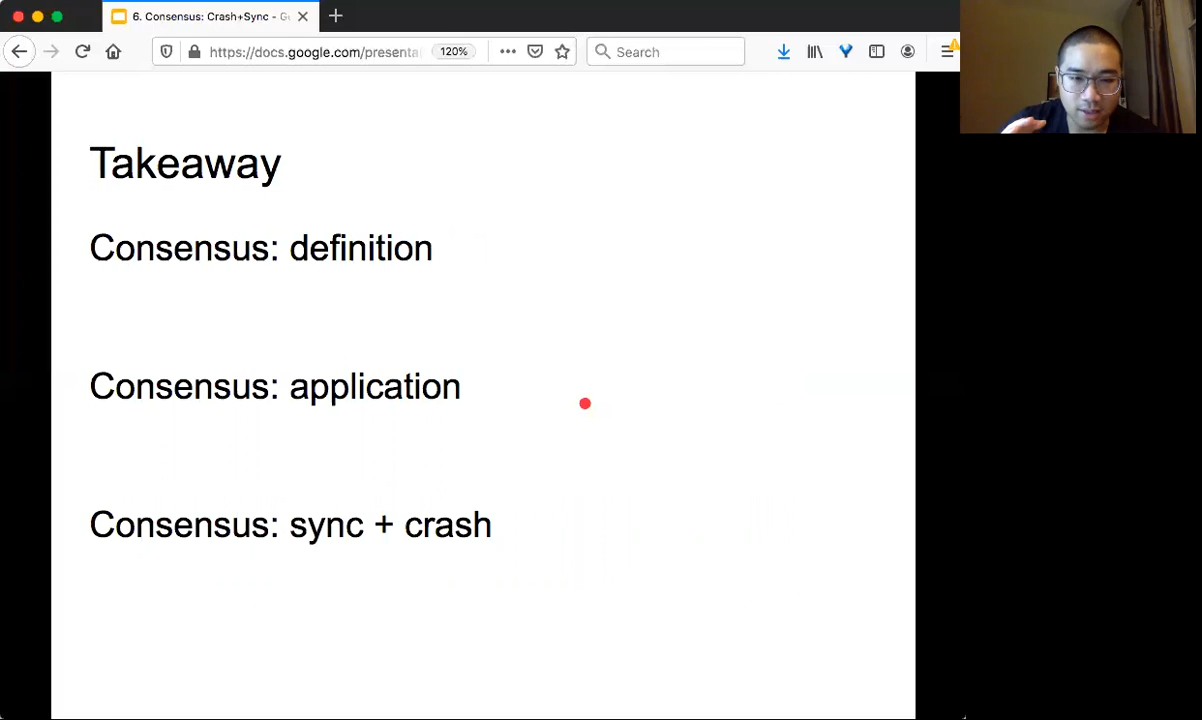 6. Consensus: Crash+Sync - G
https://docs.google.com/presenta
120%
Search
Takeaway
Consensus: definition
Consensus: application
Consensus: sync + crash